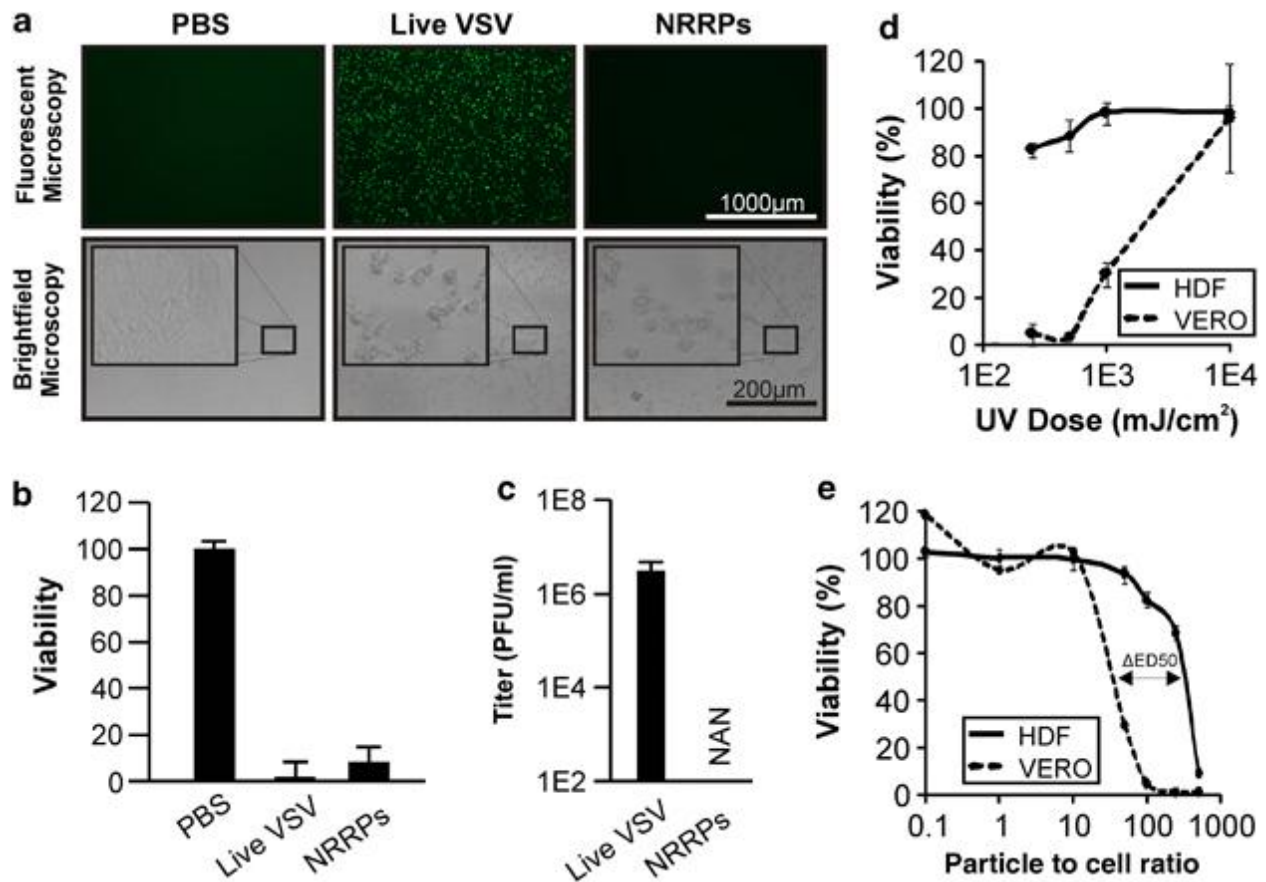 a
PBS
Live VSV
NRRPs
Fluorescent
Microscopy
1000µm
Brightfield
Microscopy
200µm
b
Viability
120
100
80
60
40
20
0
PBS
Live VSV
NRRPs
c
Titer (PFU/ml)
1E8
1E6
1E4
1E2
NAN
Live VSV
NRRPs
d
Viability (%)
120
100
80
60
40
20
0
HDF
VERO
1E2
1E3
1E4
UV Dose (mJ/cm²)
e
Viability (%)
120
100
80
60
40
20
0
ΔED50
HDF
VERO
0.1
1
10
100
1000
Particle to cell ratio